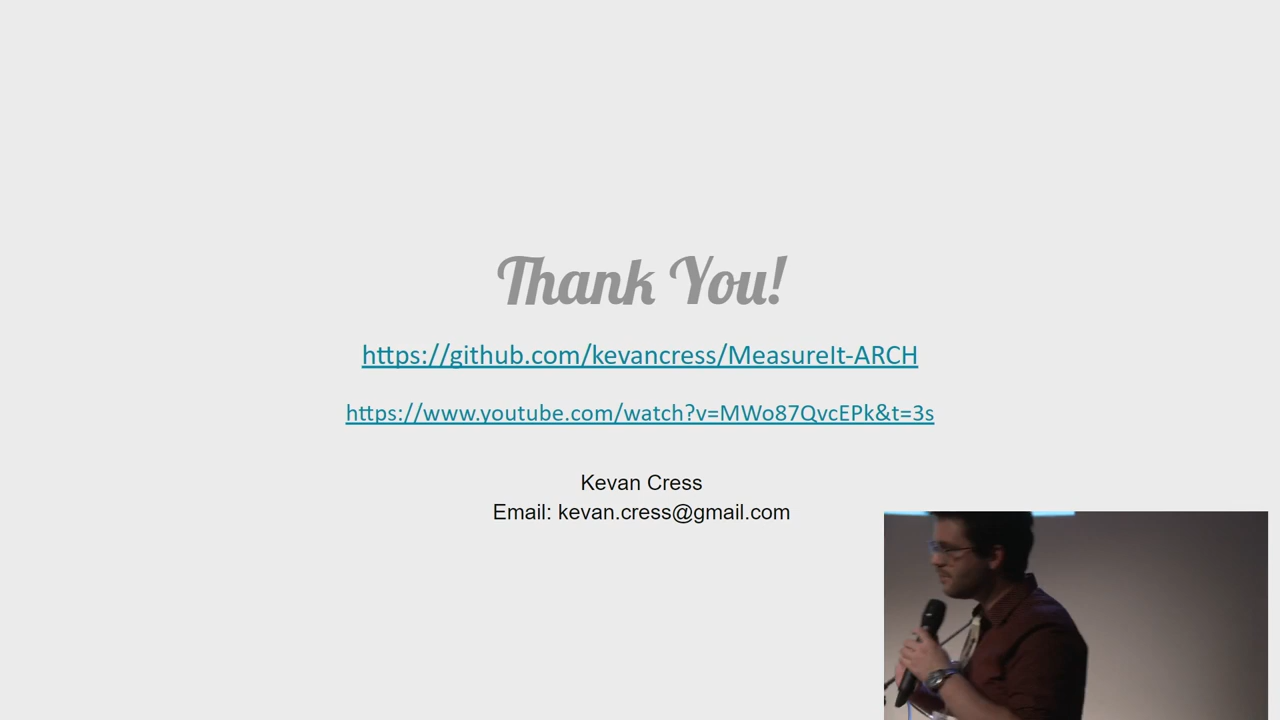 Thank You!
https://github.com/kevancress/MeasureIt-ARCH
https://www.youtube.com/watch?v=MWo87QvcEPk&t=3s
Kevan Cress
Email: kevan.cress@gmail.com